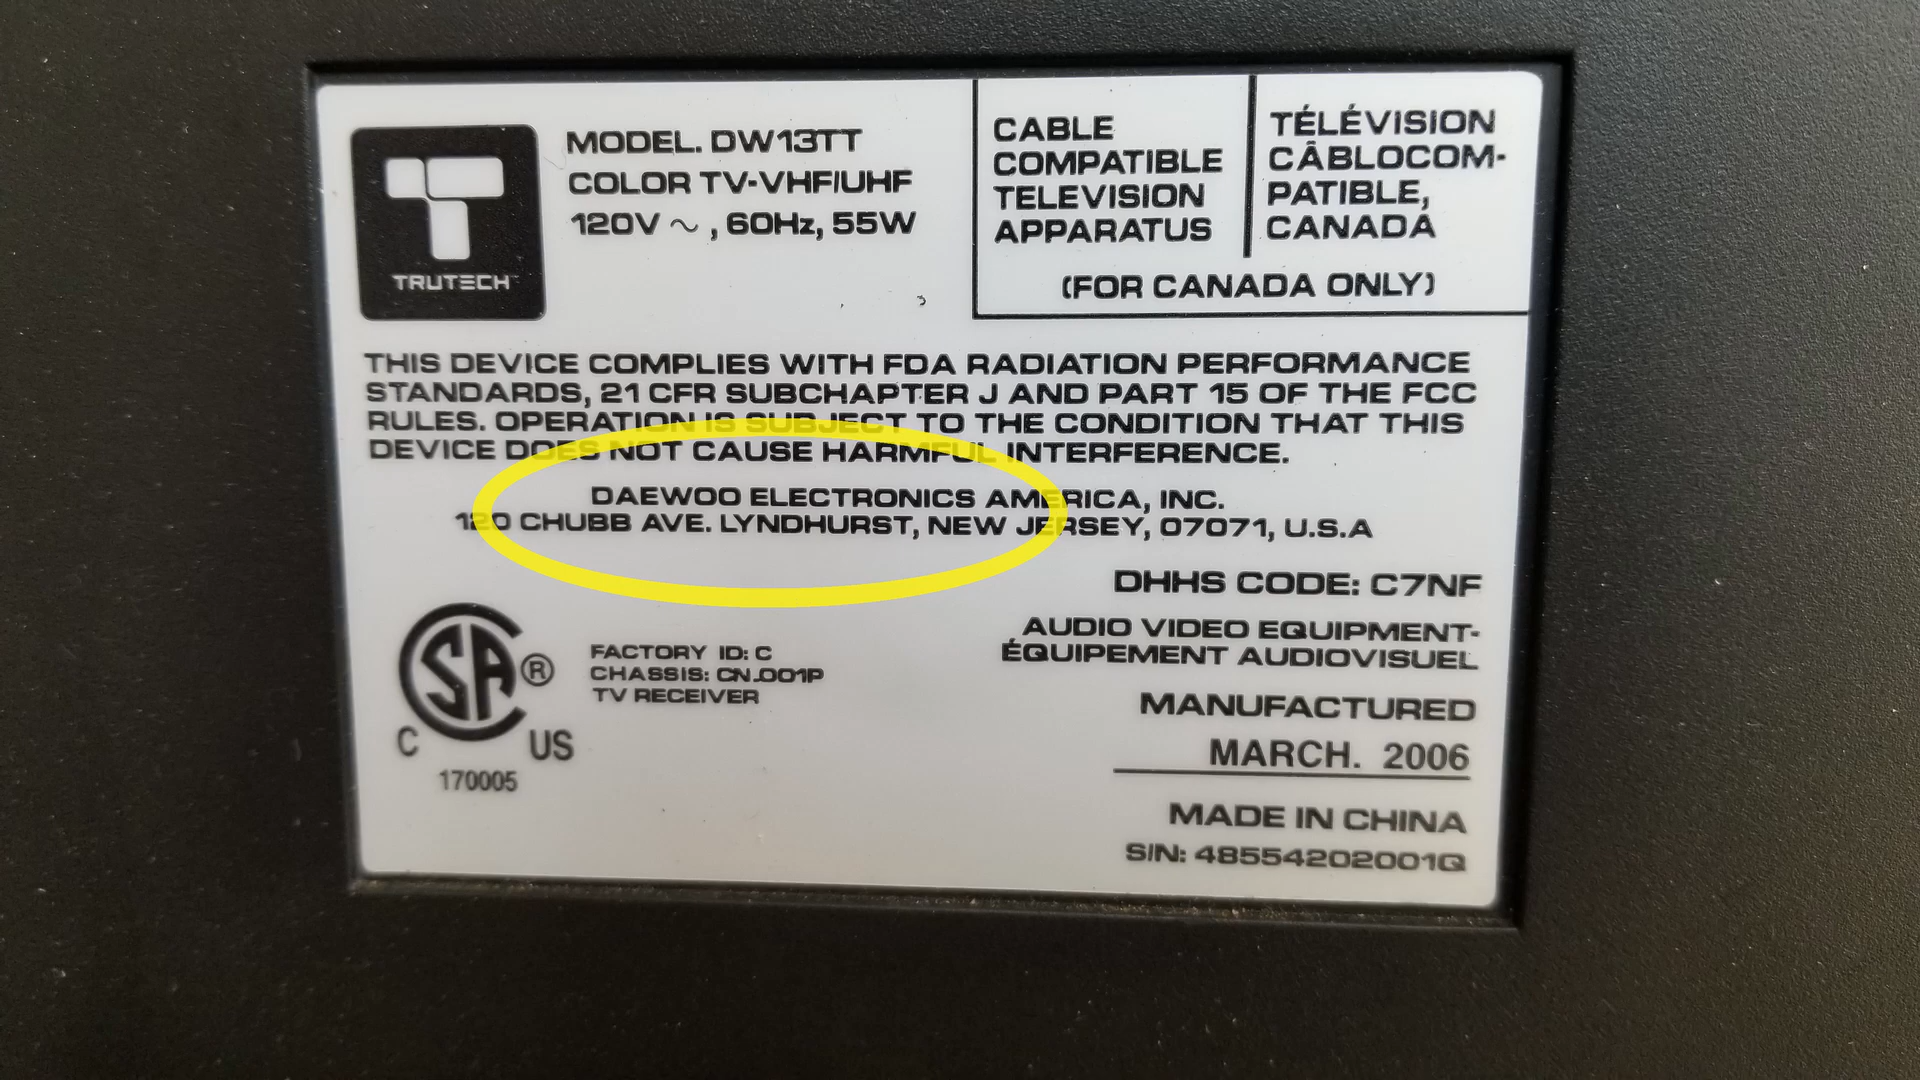 TRUTECH
MODEL. DW13TT
COLOR TV-VHF/UHF
120V ~ , 60Hz, 55W
CABLE
COMPATIBLE
TELEVISION
APPARATUS
TÉLÉVISION
CÂBLOCOM-
PATIBLE,
CANADA
(FOR CANADA ONLY)
THIS DEVICE COMPLIES WITH FDA RADIATION PERFORMANCE
STANDARDS, 21 CFR SUBCHAPTER J AND PART 15 OF THE FCC
RULES. OPERATION IS SUBJECT TO THE CONDITION THAT THIS
DEVICE DOES NOT CAUSE HARMFUL INTERFERENCE.
DAEWOO ELECTRONICS AMERICA, INC.
120 CHUBB AVE. LYNDHURST, NEW JERSEY, 07071, U.S.A
DHHS CODE: C7NF
AUDIO VIDEO EQUIPMENT-
ÉQUIPEMENT AUDIOVISUEL
SA ®
C US
170005
FACTORY ID: C
CHASSIS: CN.001P
TV RECEIVER
MANUFACTURED
MARCH. 2006
MADE IN CHINA
S/N: 48554202001Q